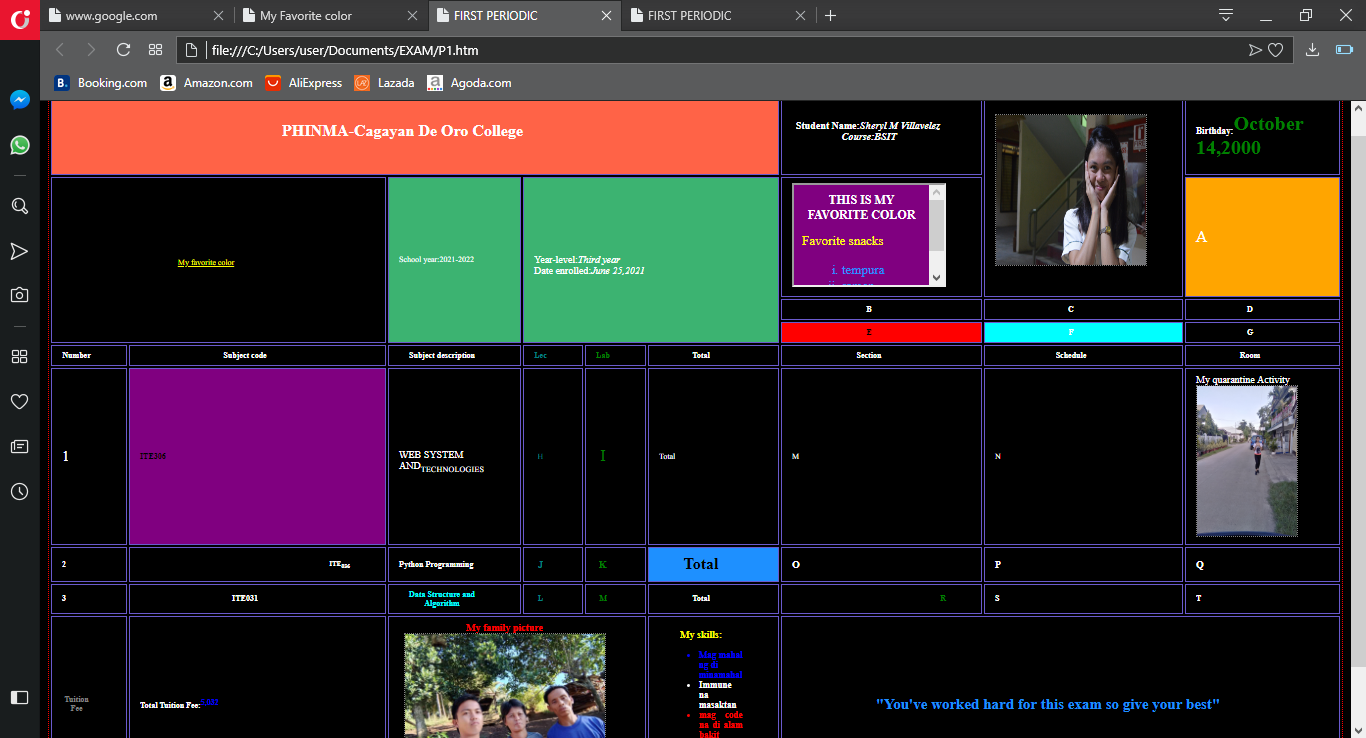 www.google.com
My Favorite color
FIRST PERIODIC
FIRST PERIODIC
file:///C:/Users/user/Documents/EXAM/P1.htm
B. Booking.com
a Amazon.com
AliExpress
Lazada
a Agoda.com
PHINMA-Cagayan De Oro College
Student Name:Sheryl M Villavelez
Course:BSIT
Birthday:October
14,2000
My favorite color
School year:2021-2022
Year-level:Third year
Date enrolled:June 25,2021
THIS IS MY
FAVORITE COLOR
Favorite snacks
i. tempura
A
B
C
D
E
F
G
Number
Subject code
Subject description
Lec
Lab
Total
Section
Schedule
Room
1
ITE306
WEB SYSTEM
ANDTECHNOLOGIES
H
I
Total
M
N
My quarantine Activity
2
ITE036
Python Programming
J
K
Total
O
P
Q
3
ITE031
Data Structure and
Algorithm
L
M
Total
R
S
T
Tuition
Fee
Total Tuition Fee:
My family picture
My skills:
Mag mahal
ng di
minamahal
Immune
na
masaktan
mag code
na di alam
bakit
"You've worked hard for this exam so give your best"